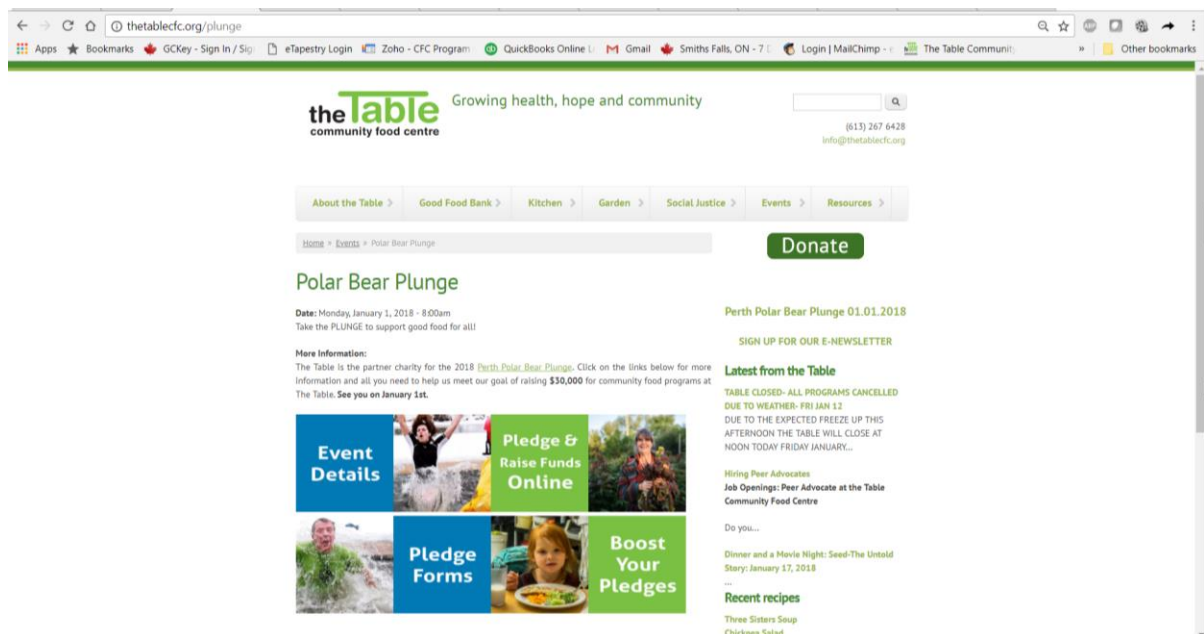 thetablecfc.org/plunge
Apps Bookmarks GCKey - Sign In / Sig eTapestry Login Zoho - CFC Program QuickBooks Online L Gmail Smiths Falls, ON - 7 D Login | MailChimp - e The Table Community » Other bookmarks
the Table
community food centre
Growing health, hope and community
(613) 267 6428
info@thetablecfc.org
About the Table > Good Food Bank > Kitchen > Garden > Social Justice > Events > Resources >
Home » Events » Polar Bear Plunge
Donate
Polar Bear Plunge
Date: Monday, January 1, 2018 - 8:00am
Take the PLUNGE to support good food for all!
More Information:
The Table is the partner charity for the 2018 Perth Polar Bear Plunge. Click on the links below for more
information and all you need to help us meet our goal of raising $30,000 for community food programs at
The Table. See you on January 1st.
Event
Details
Pledge &
Raise Funds
Online
Pledge
Forms
Boost
Your
Pledges
Perth Polar Bear Plunge 01.01.2018
SIGN UP FOR OUR E-NEWSLETTER
Latest from the Table
TABLE CLOSED- ALL PROGRAMS CANCELLED
DUE TO WEATHER- FRI JAN 12
DUE TO THE EXPECTED FREEZE UP THIS
AFTERNOON THE TABLE WILL CLOSE AT
NOON TODAY FRIDAY JANUARY...
Hiring Peer Advocates
Job Openings: Peer Advocate at the Table
Community Food Centre
Do you...
Dinner and a Movie Night: Seed-The Untold
Story: January 17, 2018
...
Recent recipes
Three Sisters Soup
Chickpea Salad